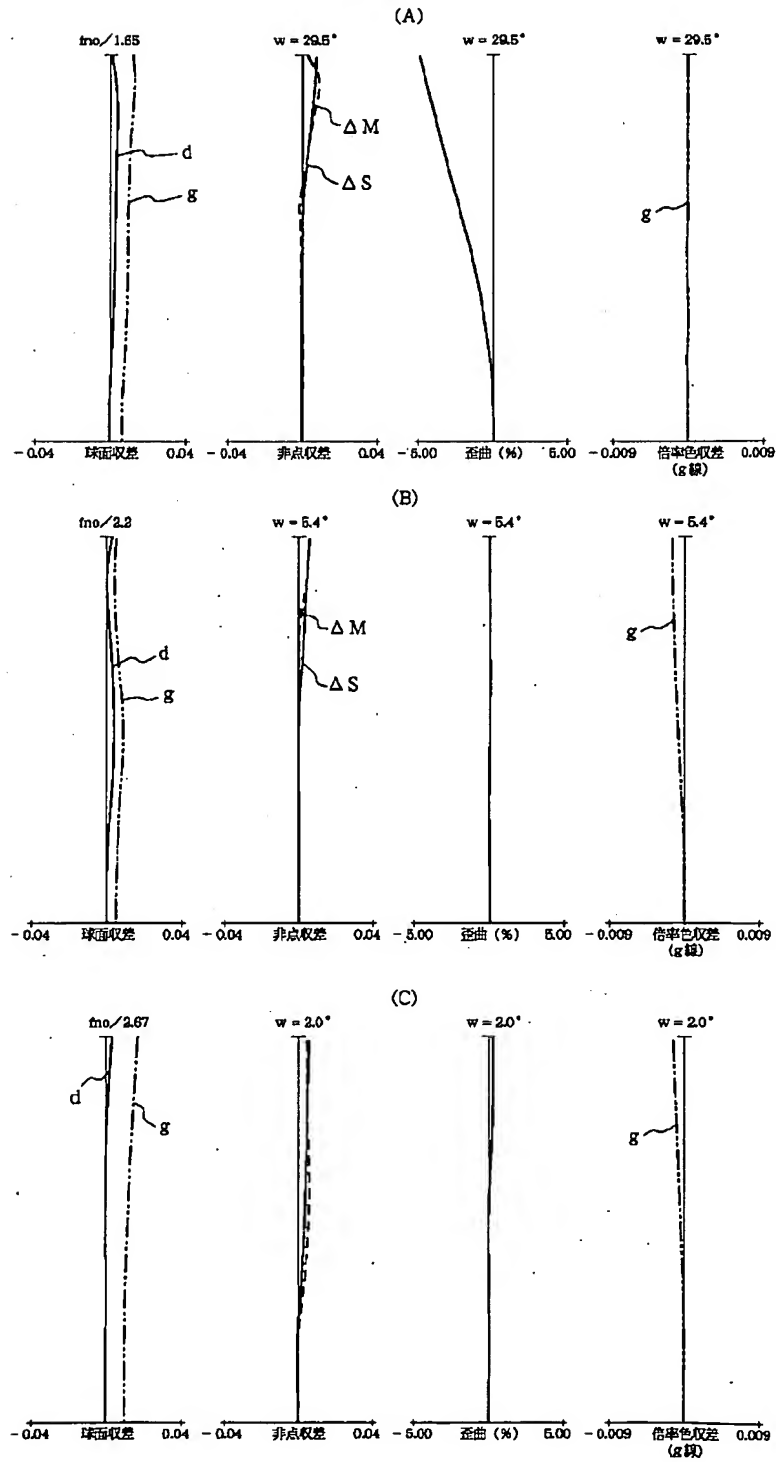 (A)
fno/1.65 w=29.5° w=29.5° w=29.5°
ΔM
d
ΔS
g
g
-0.04 球面収差 0.04 -0.04 非点収差 0.04 -5.00 歪曲(%) 5.00 -0.009 倍率色収差 0.009
(g線)
(B)
fno/2.2 w=5.4° w=5.4° w=5.4°
ΔM
g
d
ΔS
g
-0.04 球面収差 0.04 -0.04 非点収差 0.04 -5.00 歪曲(%) 5.00 -0.009 倍率色収差 0.009
(g線)
(C)
fno/2.67 w=2.0° w=2.0° w=2.0°
d
g
g
-0.04 球面収差 0.04 -0.04 非点収差 0.04 -5.00 歪曲(%) 5.00 -0.009 倍率色収差 0.009
(g線)